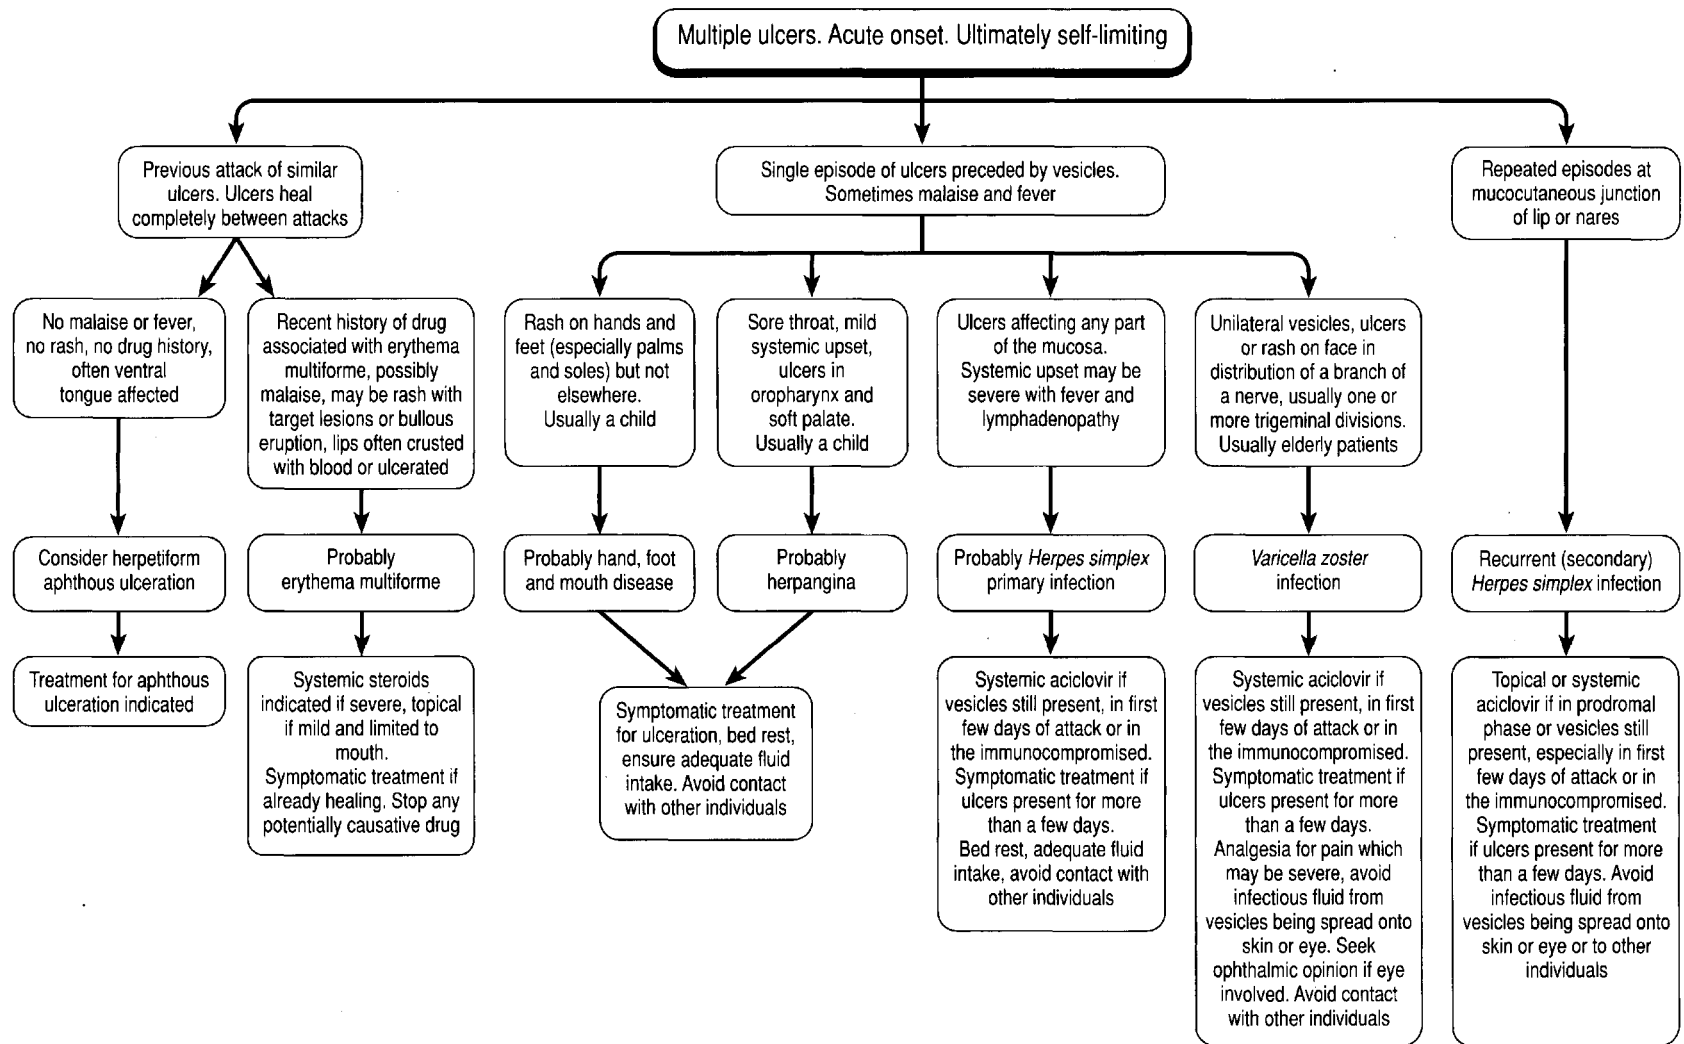 Multiple ulcers. Acute onset. Ultimately self-limiting
Previous attack of similar
ulcers. Ulcers heal
completely between attacks
Single episode of ulcers preceded by vesicles.
Sometimes malaise and fever
Repeated episodes at
mucocutaneous junction
of lip or nares
No malaise or fever,
no rash, no drug history,
often ventral
tongue affected
Recent history of drug
associated with erythema
multiforme, possibly
malaise, may be rash with
target lesions or bullous
eruption, lips often crusted
with blood or ulcerated
Rash on hands and
feet (especially palms
and soles) but not
elsewhere.
Usually a child
Sore throat, mild
systemic upset,
ulcers in
oropharynx and
soft palate.
Usually a child
Ulcers affecting any part
of the mucosa.
Systemic upset may be
severe with fever and
lymphadenopathy
Unilateral vesicles, ulcers
or rash on face in
distribution of a branch of
a nerve, usually one or
more trigeminal divisions.
Usually elderly patients
Consider herpetiform
aphthous ulceration
Probably
erythema multiforme
Probably hand, foot
and mouth disease
Probably
herpangina
Probably Herpes simplex
primary infection
Varicella zoster
infection
Recurrent (secondary)
Herpes simplex infection
Treatment for aphthous
ulceration indicated
Systemic steroids
indicated if severe, topical
if mild and limited to
mouth.
Symptomatic treatment if
already healing. Stop any
potentially causative drug
Symptomatic treatment
for ulceration, bed rest,
ensure adequate fluid
intake. Avoid contact
with other individuals
Systemic aciclovir if
vesicles still present, in first
few days of attack or in
the immunocompromised.
Symptomatic treatment if
ulcers present for more
than a few days.
Bed rest, adequate fluid
intake, avoid contact with
other individuals
Systemic aciclovir if
vesicles still present, in first
few days of attack or in
the immunocompromised.
Symptomatic treatment if
ulcers present for more
than a few days.
Analgesia for pain which
may be severe, avoid
infectious fluid from
vesicles being spread onto
skin or eye. Seek
ophthalmic opinion if eye
involved. Avoid contact
with other individuals
Topical or systemic
aciclovir if in prodromal
phase or vesicles still
present, especially in first
few days of attack or in
the immunocompromised.
Symptomatic treatment
if ulcers present for more
than a few days. Avoid
infectious fluid from
vesicles being spread onto
skin or eye or to other
individuals